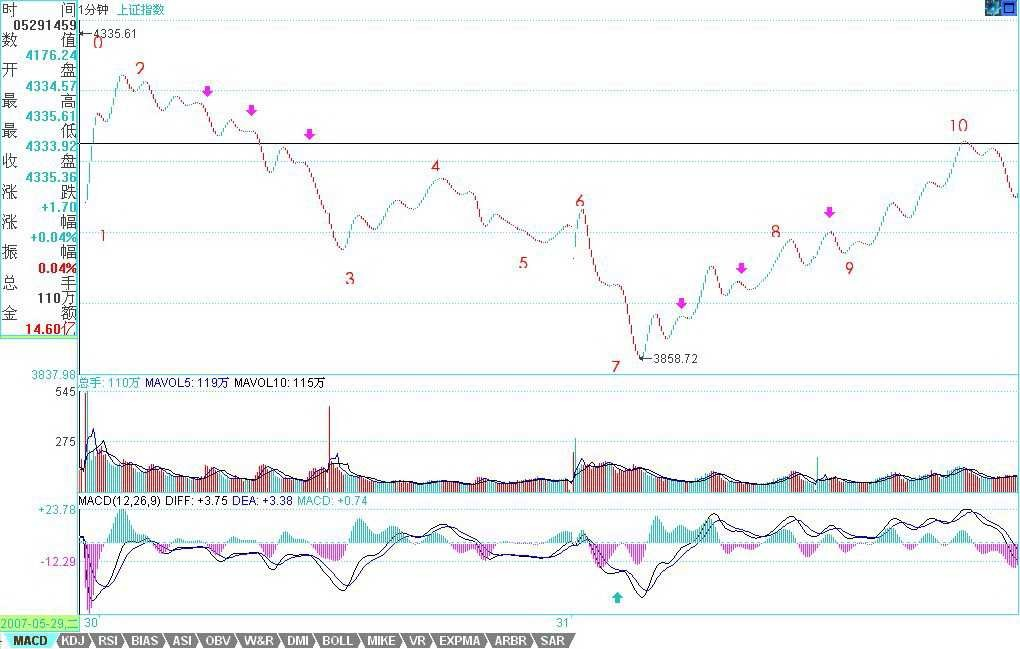 时 间 1分钟 上证指数
05291459 4335.61
数 值 0
4176.24 2
开 盘
4334.57
最 高
4335.61
最 低
4333.92 10
收 盘
4335.36 4
涨 跌
+1.70 6
涨 幅
+0.04% 1 8
振 幅
0.04% 3 5 9
总 手
110万
金 额
14.60亿
7 3858.72
3837.98 总手: 110万 MAVOL5: 119万 MAVOL10: 115万
545
275
MACD(12,26,9) DIFF: +3.75 DEA: +3.38 MACD: +0.74
+23.78
-12.29
2007-05-29,二 30 31
MACD KDJ RSI BIAS ASI OBV W&R DMI BOLL MIKE VR EXPMA ARBR SAR